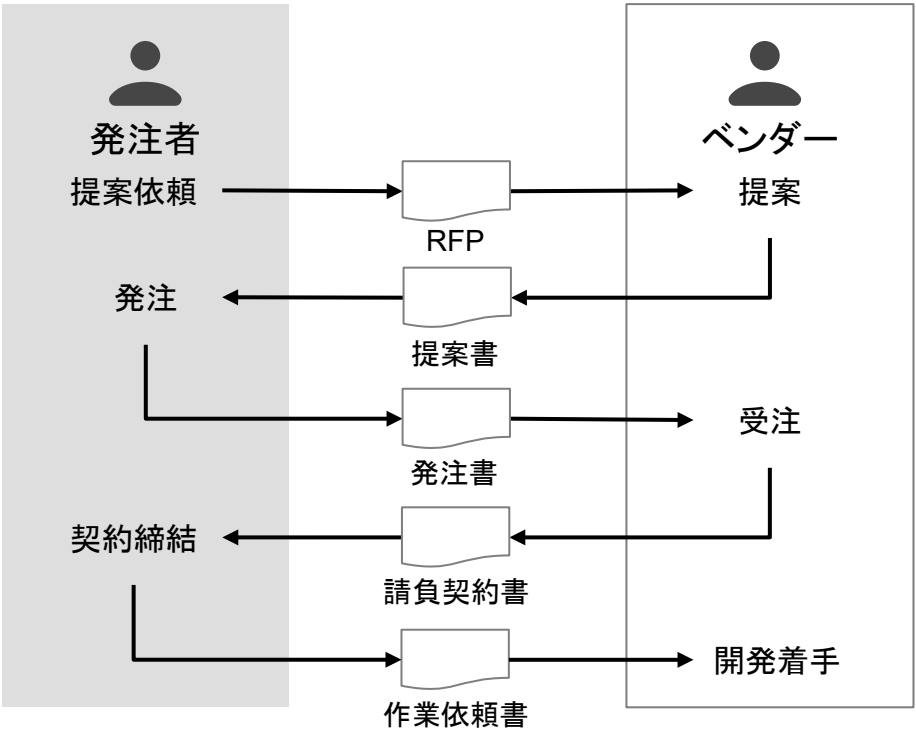 発注者
ベンダー
提案依頼
提案
RFP
発注
提案書
受注
発注書
契約締結
請負契約書
開発着手
作業依頼書